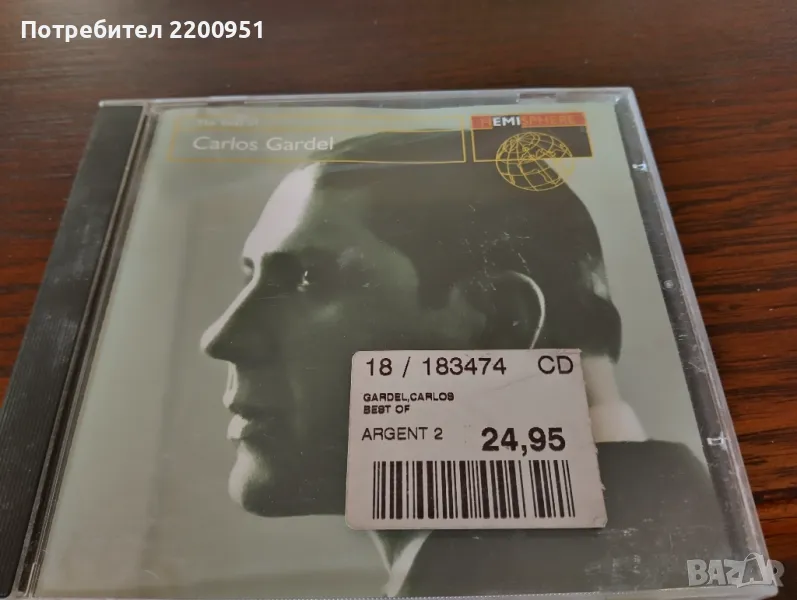 Потребител 2200951
The Best of
Carlos Gardel
HEMISPHERE
18 / 183474 CD
GARDEL,CARLOS
BEST OF
ARGENT 2 24,95
BAZAR